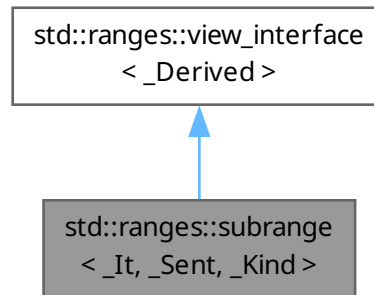 std::ranges::view_interface
< _Derived >
std::ranges::subrange
< _It, _Sent, _Kind >